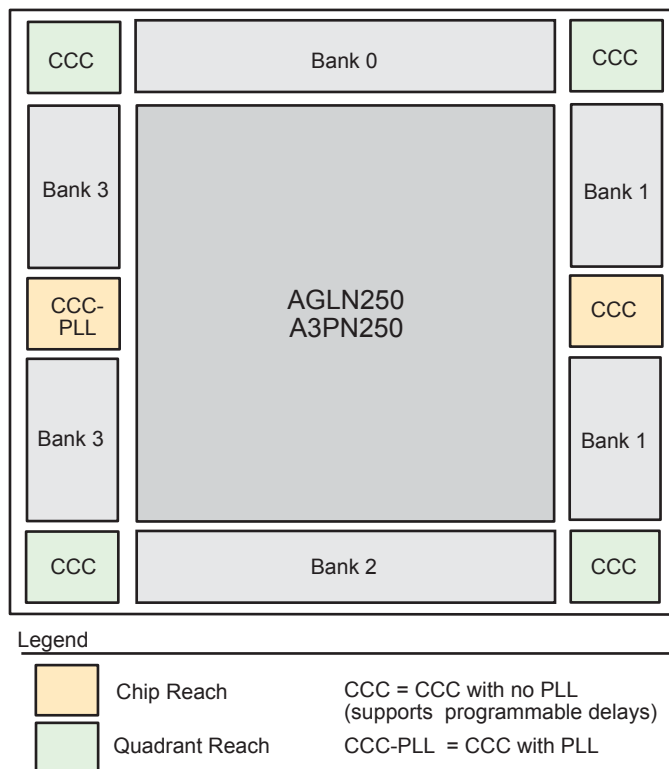 CCC
Bank 0
CCC
Bank 3
Bank 1
CCC-
PLL
AGLN250
A3PN250
CCC
Bank 3
Bank 1
CCC
Bank 2
CCC
Legend
Chip Reach
CCC = CCC with no PLL
(supports programmable delays)
Quadrant Reach
CCC-PLL = CCC with PLL